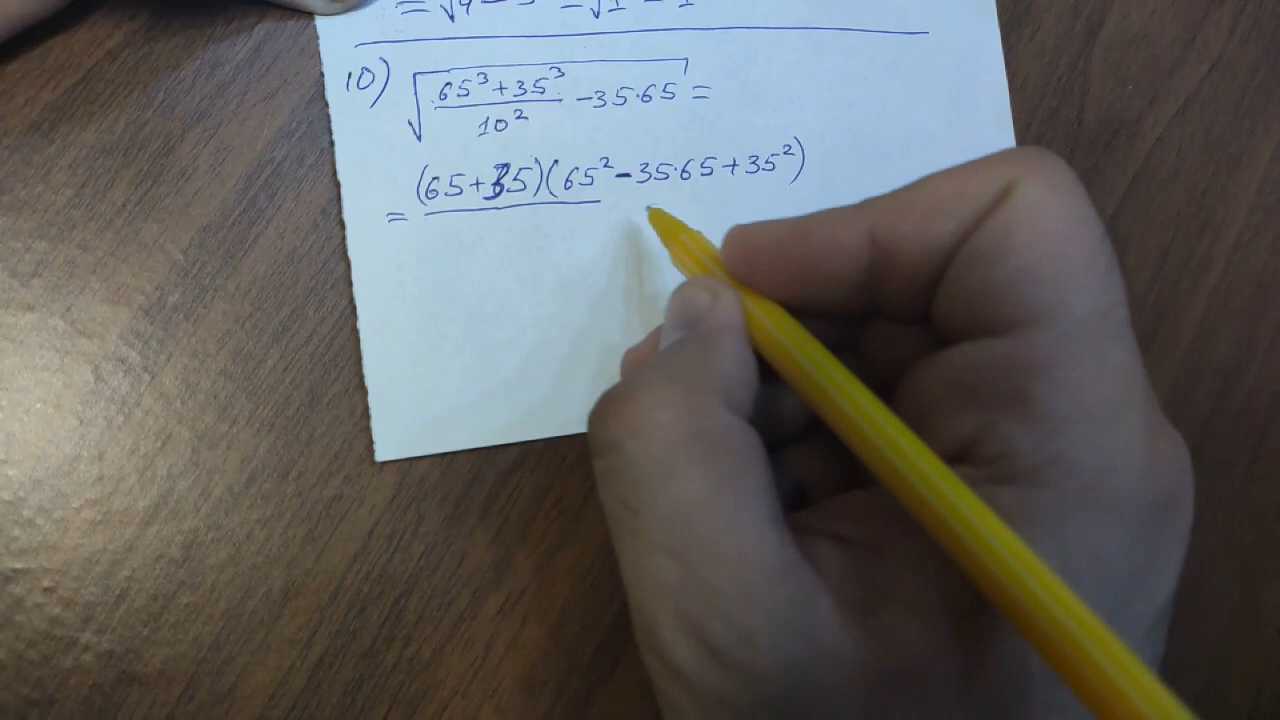 10) √((65³+35³)/10² -35·65) =
= (65+35)(65²-35·65+35²)